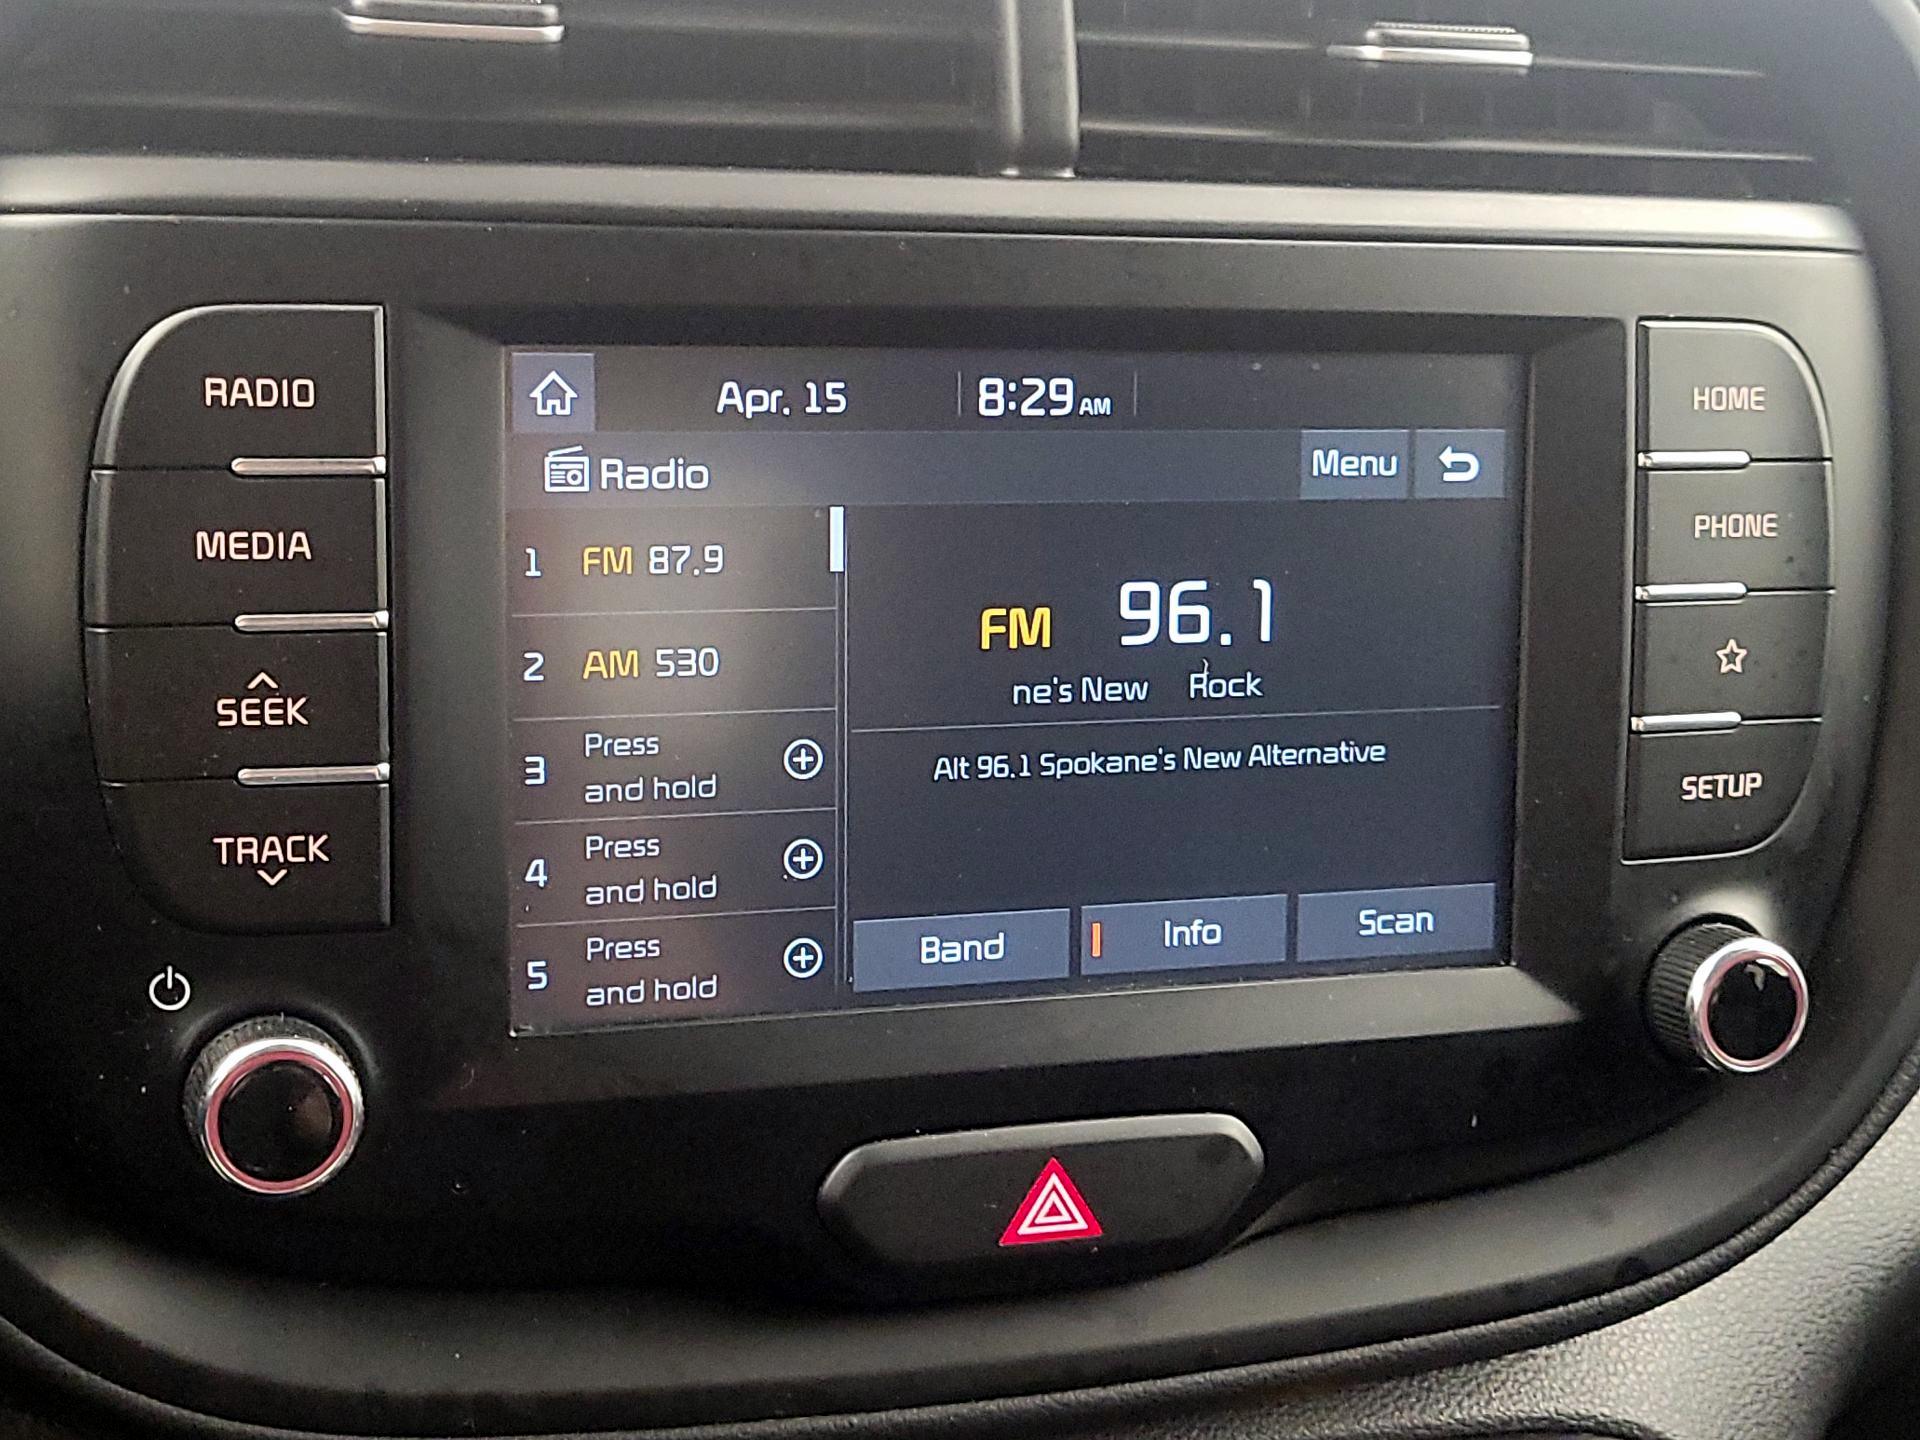 RADIO
MEDIA
SEEK
TRACK
Apr. 15
8:29 AM
Radio
Menu
1 FM 87.9
2 AM 530
3 Press
and hold
4 Press
and hold
5 Press
and hold
FM 96.1
ne's New Rock
Alt 96.1 Spokane's New Alternative
Band
Info
Scan
HOME
PHONE
SETUP